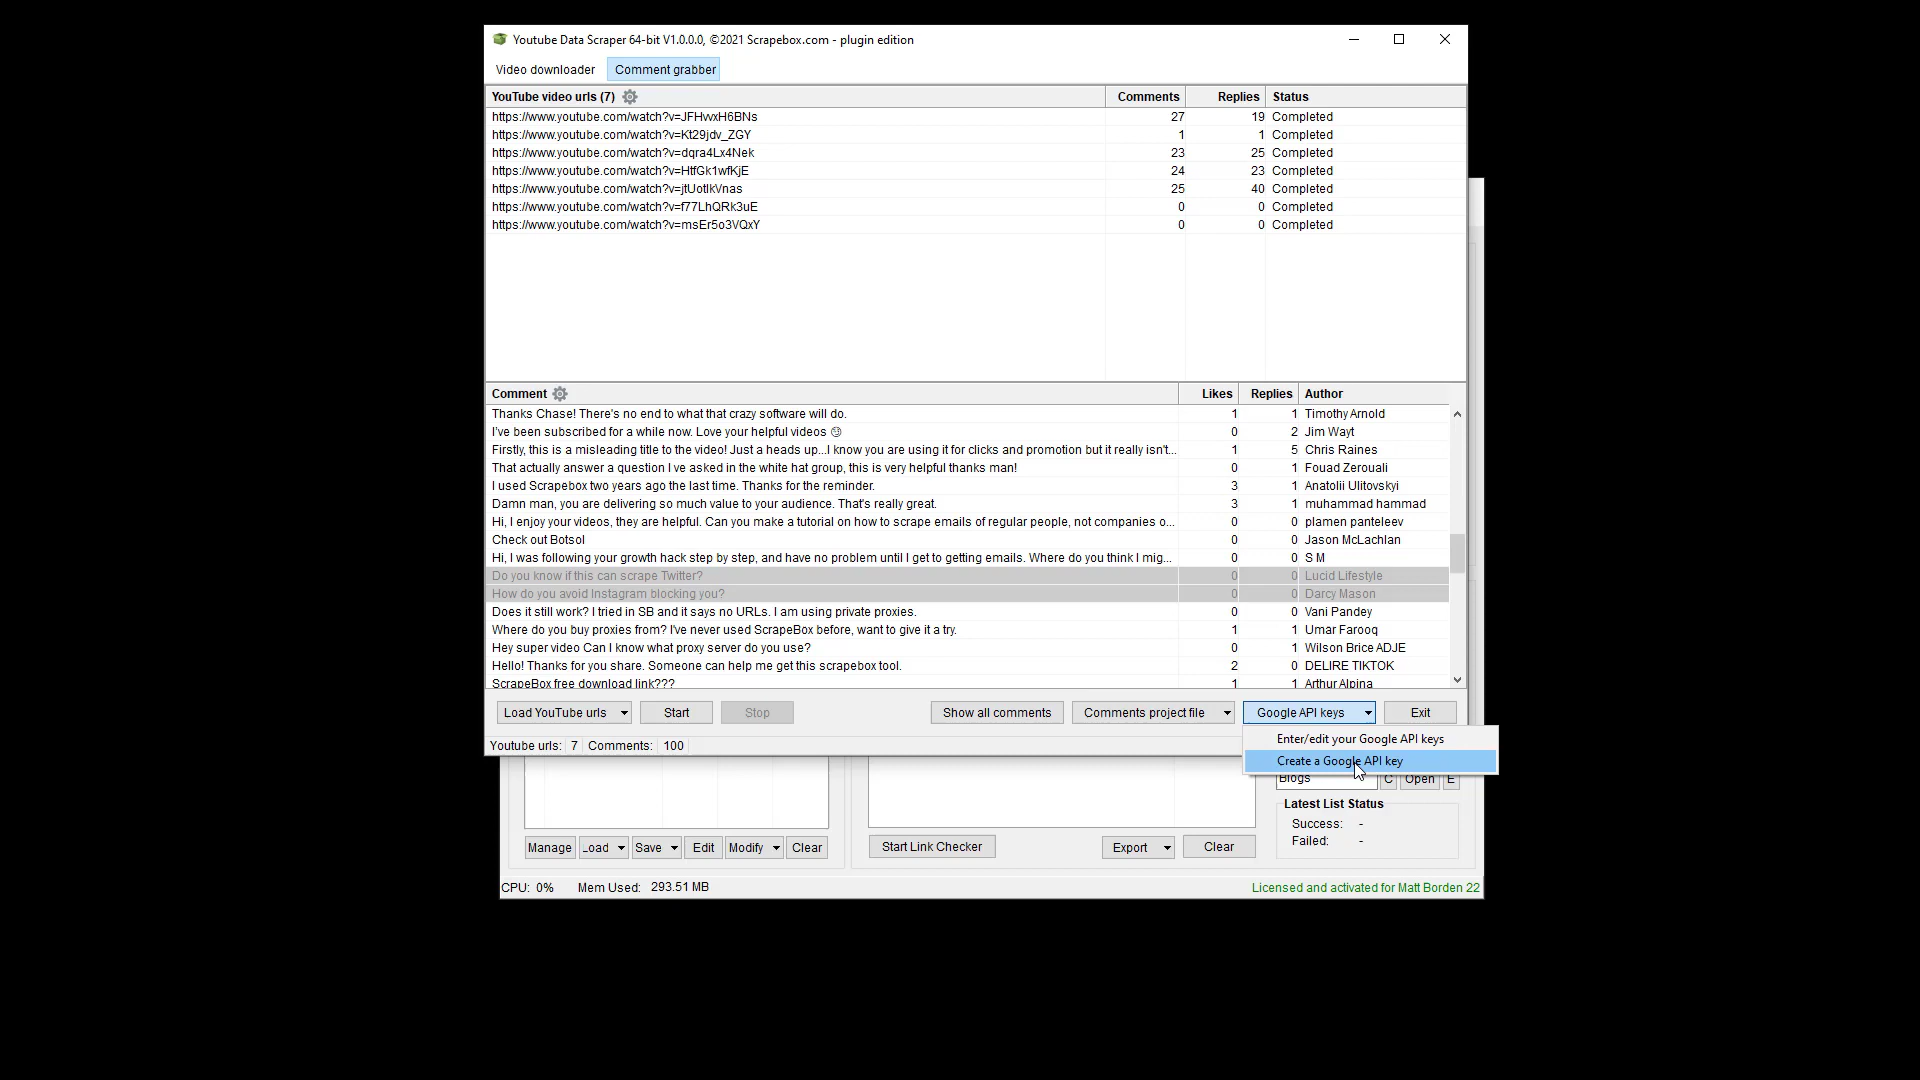 Youtube Data Scraper 64-bit V1.0.0.0, ©2021 Scrapebox.com - plugin edition
Video downloader Comment grabber
YouTube video urls (7) Comments Replies Status
https://www.youtube.com/watch?v=JFHvvxH6BNs 27 19 Completed
https://www.youtube.com/watch?v=Kt29jdv_ZGY 1 1 Completed
https://www.youtube.com/watch?v=dqra4Lx4Nek 23 25 Completed
https://www.youtube.com/watch?v=HtfGk1wfKjE 24 23 Completed
https://www.youtube.com/watch?v=jtUotlkVnas 25 40 Completed
https://www.youtube.com/watch?v=f77LhQRk3uE 0 0 Completed
https://www.youtube.com/watch?v=msEr5o3VQxY 0 0 Completed
Comment Likes Replies Author
Thanks Chase! There's no end to what that crazy software will do. 1 1 Timothy Arnold
I've been subscribed for a while now. Love your helpful videos 0 2 Jim Wayt
Firstly, this is a misleading title to the video! Just a heads up...I know you are using it for clicks and promotion but it really isn't... 1 5 Chris Raines
That actually answer a question I ve asked in the white hat group, this is very helpful thanks man! 0 1 Fouad Zerouali
I used Scrapebox two years ago the last time. Thanks for the reminder. 3 1 Anatolii Ulitovskyi
Damn man, you are delivering so much value to your audience. That's really great. 3 1 muhammad hammad
Hi, I enjoy your videos, they are helpful. Can you make a tutorial on how to scrape emails of regular people, not companies o... 0 0 plamen panteleev
Check out Botsol 0 0 Jason McLachlan
Hi, I was following your growth hack step by step, and have no problem until I get to getting emails. Where do you think I mig... 0 0 S M
Do you know if this can scrape Twitter? 0 0 Lucid Lifestyle
How do you avoid Instagram blocking you? 0 0 Darcy Mason
Does it still work? I tried in SB and it says no URLs. I am using private proxies. 0 0 Vani Pandey
Where do you buy proxies from? I've never used ScrapeBox before, want to give it a try. 1 1 Umar Farooq
Hey super video Can I know what proxy server do you use? 0 1 Wilson Brice ADJE
Hello! Thanks for you share. Someone can help me get this scrapebox tool. 2 0 DELIRE TIKTOK
ScrapeBox free download link??? 1 1 Arthur Alpina
Load YouTube urls Start Stop Show all comments Comments project file Google API keys Exit
Youtube urls: 7 Comments: 100
Enter/edit your Google API keys
Create a Google API key
Blogs C Open E
Latest List Status
Success: -
Failed: -
Manage Load Save Edit Modify Clear Start Link Checker Export Clear
CPU: 0% Mem Used: 293.51 MB Licensed and activated for Matt Borden 22